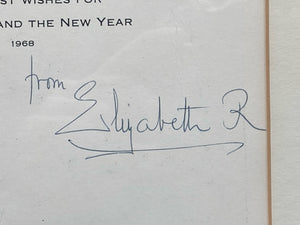 ST WISHES FOR
AND THE NEW YEAR
1968
from
Elizabeth R